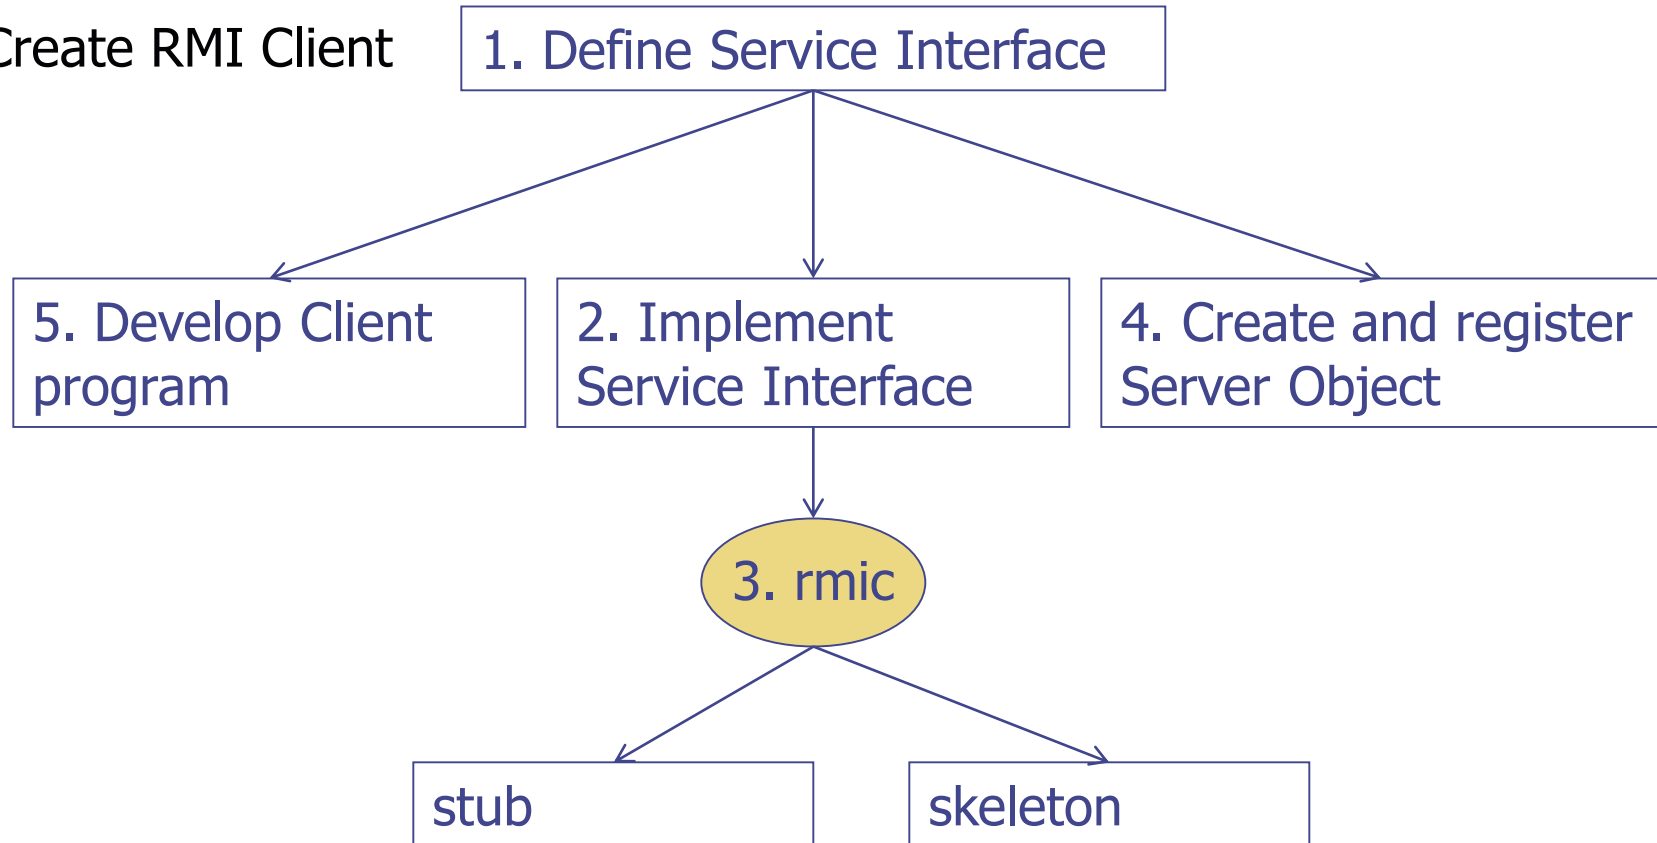 Create RMI Client
1. Define Service Interface
5. Develop Client
program
2. Implement
Service Interface
4. Create and register
Server Object
3. rmic
stub
skeleton